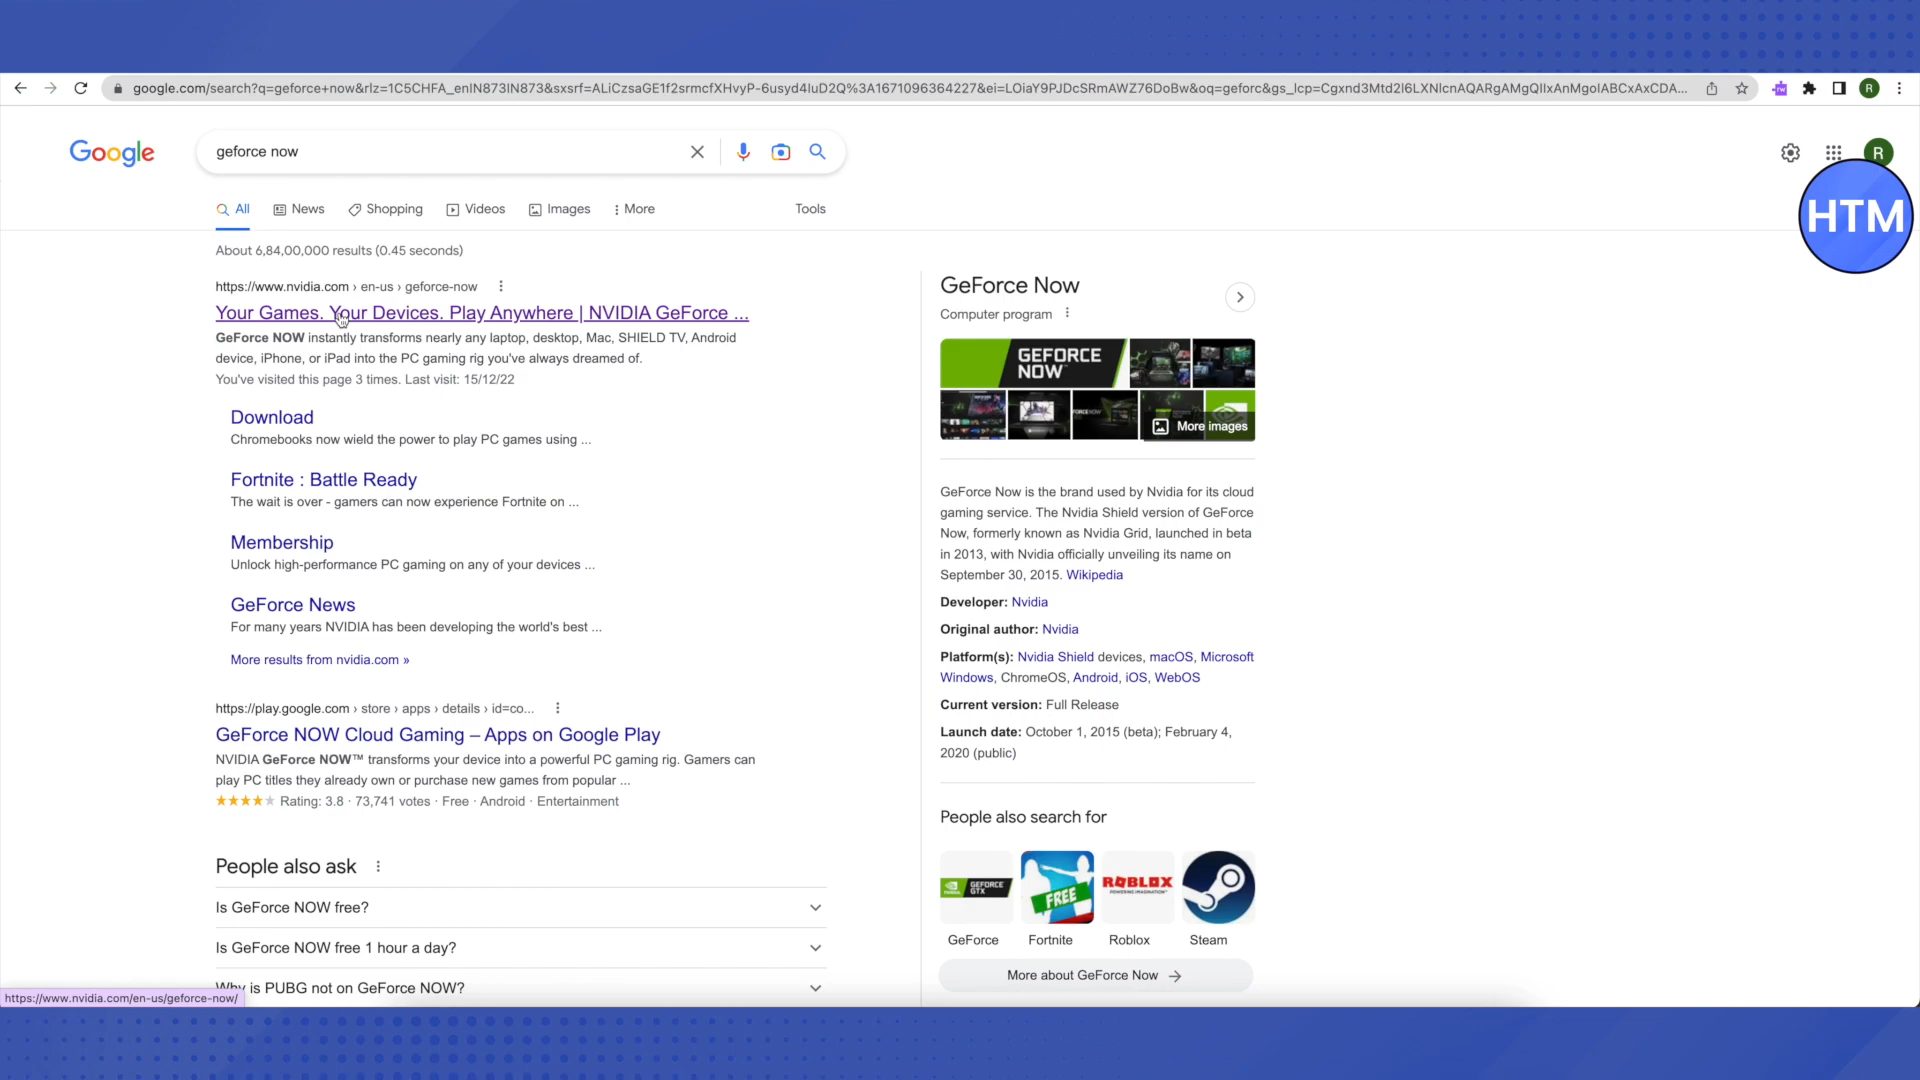 google.com/search?q=geforce+now&rlz=1C5CHFA_enIN873IN873&sxsrf=ALiCzsaGE1f2srmcfXHvyP-6usyd4IuD2Q%3A1671096364227&ei=LOiaY9PJDcSRmAWZ76DoBw&oq=geforc&gs_lcp=Cgxnd3Mtd2l6LXNlcnAQARgAMgQIIxAnMgoIABCxAxCDA...
R
Google
geforce now
R
HTM
All
News
Shopping
Videos
Images
More
Tools
About 6,84,00,000 results (0.45 seconds)
https://www.nvidia.com › en-us › geforce-now
Your Games. Your Devices. Play Anywhere | NVIDIA GeForce ...
GeForce NOW instantly transforms nearly any laptop, desktop, Mac, SHIELD TV, Android
device, iPhone, or iPad into the PC gaming rig you've always dreamed of.
You've visited this page 3 times. Last visit: 15/12/22
Download
Chromebooks now wield the power to play PC games using ...
Fortnite : Battle Ready
The wait is over - gamers can now experience Fortnite on ...
Membership
Unlock high-performance PC gaming on any of your devices ...
GeForce News
For many years NVIDIA has been developing the world's best ...
More results from nvidia.com »
https://play.google.com › store › apps › details › id=co...
GeForce NOW Cloud Gaming – Apps on Google Play
NVIDIA GeForce NOW™ transforms your device into a powerful PC gaming rig. Gamers can
play PC titles they already own or purchase new games from popular ...
Rating: 3.8 · 73,741 votes · Free · Android · Entertainment
People also ask
Is GeForce NOW free?
Is GeForce NOW free 1 hour a day?
Why is PUBG not on GeForce NOW?
https://www.nvidia.com/en-us/geforce-now/
GeForce Now
Computer program
GEFORCE
NOW
More images
GeForce Now is the brand used by Nvidia for its cloud
gaming service. The Nvidia Shield version of GeForce
Now, formerly known as Nvidia Grid, launched in beta
in 2013, with Nvidia officially unveiling its name on
September 30, 2015. Wikipedia
Developer: Nvidia
Original author: Nvidia
Platform(s): Nvidia Shield devices, macOS, Microsoft
Windows, ChromeOS, Android, iOS, WebOS
Current version: Full Release
Launch date: October 1, 2015 (beta); February 4,
2020 (public)
People also search for
GEFORCE
GTX
FREE
ROBLOX
GeForce
Fortnite
Roblox
Steam
More about GeForce Now